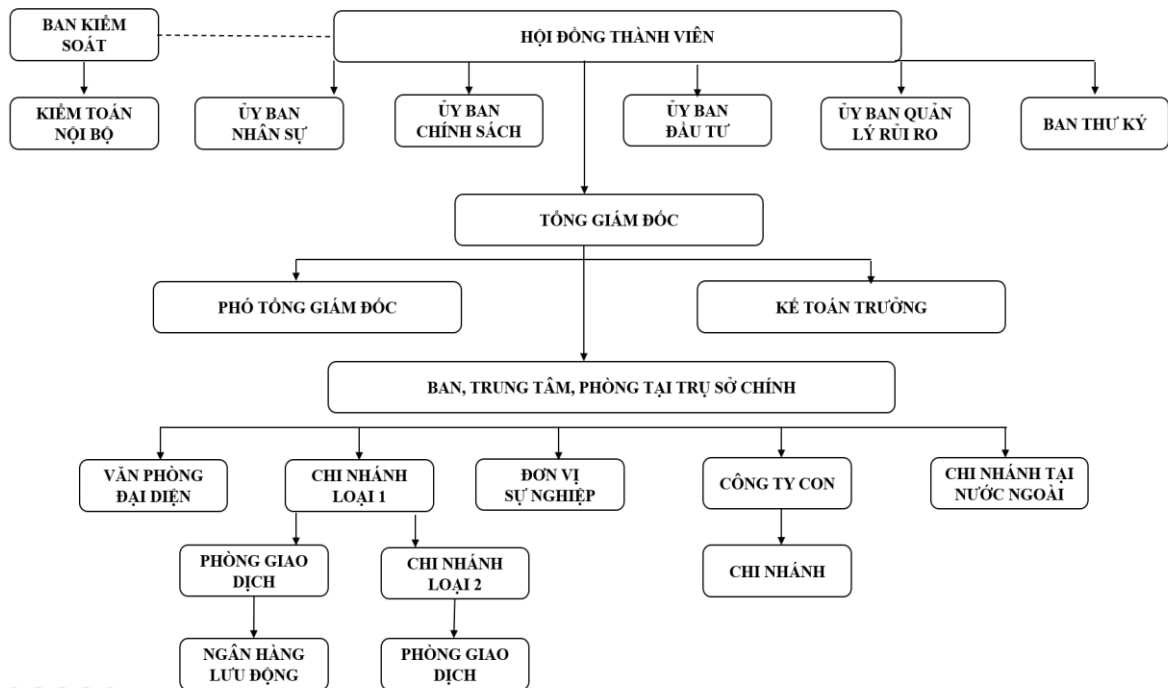 BAN KIỂM
SOÁT
HỘI ĐỒNG THÀNH VIÊN
KIỂM TOÁN
NỘI BỘ
ỦY BAN
NHÂN SỰ
ỦY BAN
CHÍNH SÁCH
ỦY BAN
ĐẦU TƯ
ỦY BAN QUẢN
LÝ RỦI RO
BAN THƯ KÝ
TỔNG GIÁM ĐỐC
PHÓ TỔNG GIÁM ĐỐC
KẾ TOÁN TRƯỞNG
BAN, TRUNG TÂM, PHÒNG TẠI TRỤ SỞ CHÍNH
VĂN PHÒNG
ĐẠI DIỆN
CHI NHÁNH
LOẠI 1
ĐƠN VỊ
SỰ NGHIỆP
CÔNG TY CON
CHI NHÁNH TẠI
NƯỚC NGOÀI
PHÒNG GIAO
DỊCH
CHI NHÁNH
LOẠI 2
CHI NHÁNH
NGÂN HÀNG
LƯU ĐỘNG
PHÒNG GIAO
DỊCH